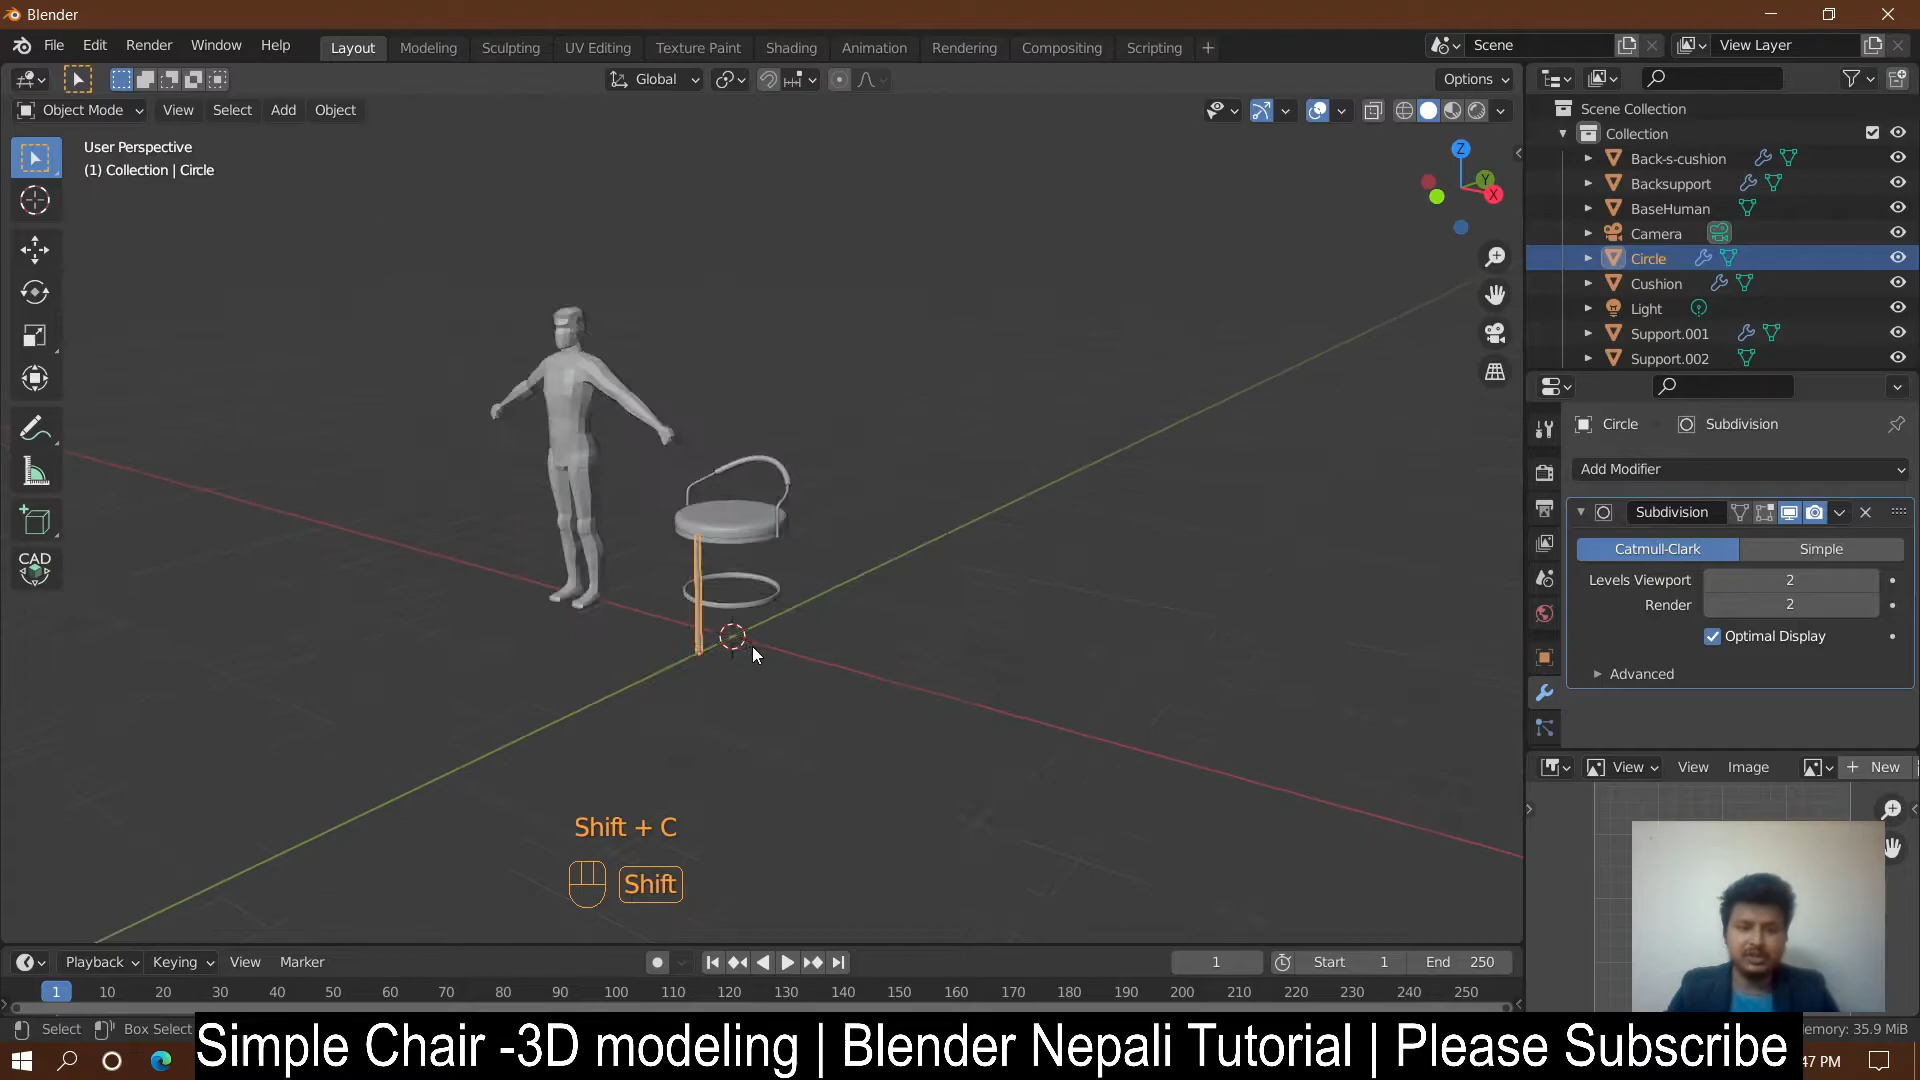 Blender
File Edit Render Window Help
Layout Modeling Sculpting UV Editing Texture Paint Shading Animation Rendering Compositing Scripting +
Scene
View Layer
Global
Options
Object Mode View Select Add Object
User Perspective
(1) Collection | Circle
Z
Y
X
CAD
Shift + C
Shift
Scene Collection
Collection
Back-s-cushion
Backsupport
BaseHuman
Camera
Circle
Cushion
Light
Support.001
Support.002
Circle Subdivision
Add Modifier
Subdivision
Catmull-Clark Simple
Levels Viewport 2
Render 2
Optimal Display
Advanced
View View Image + New
Playback Keying View Marker
1 Start 1 End 250
1 10 20 30 40 50 60 70 80 90 100 110 120 130 140 150 160 170 180 190 200 210 220 230 240 250
Select Box Select
emory: 35.9 MiB
Simple Chair -3D modeling | Blender Nepali Tutorial | Please Subscribe
47 PM